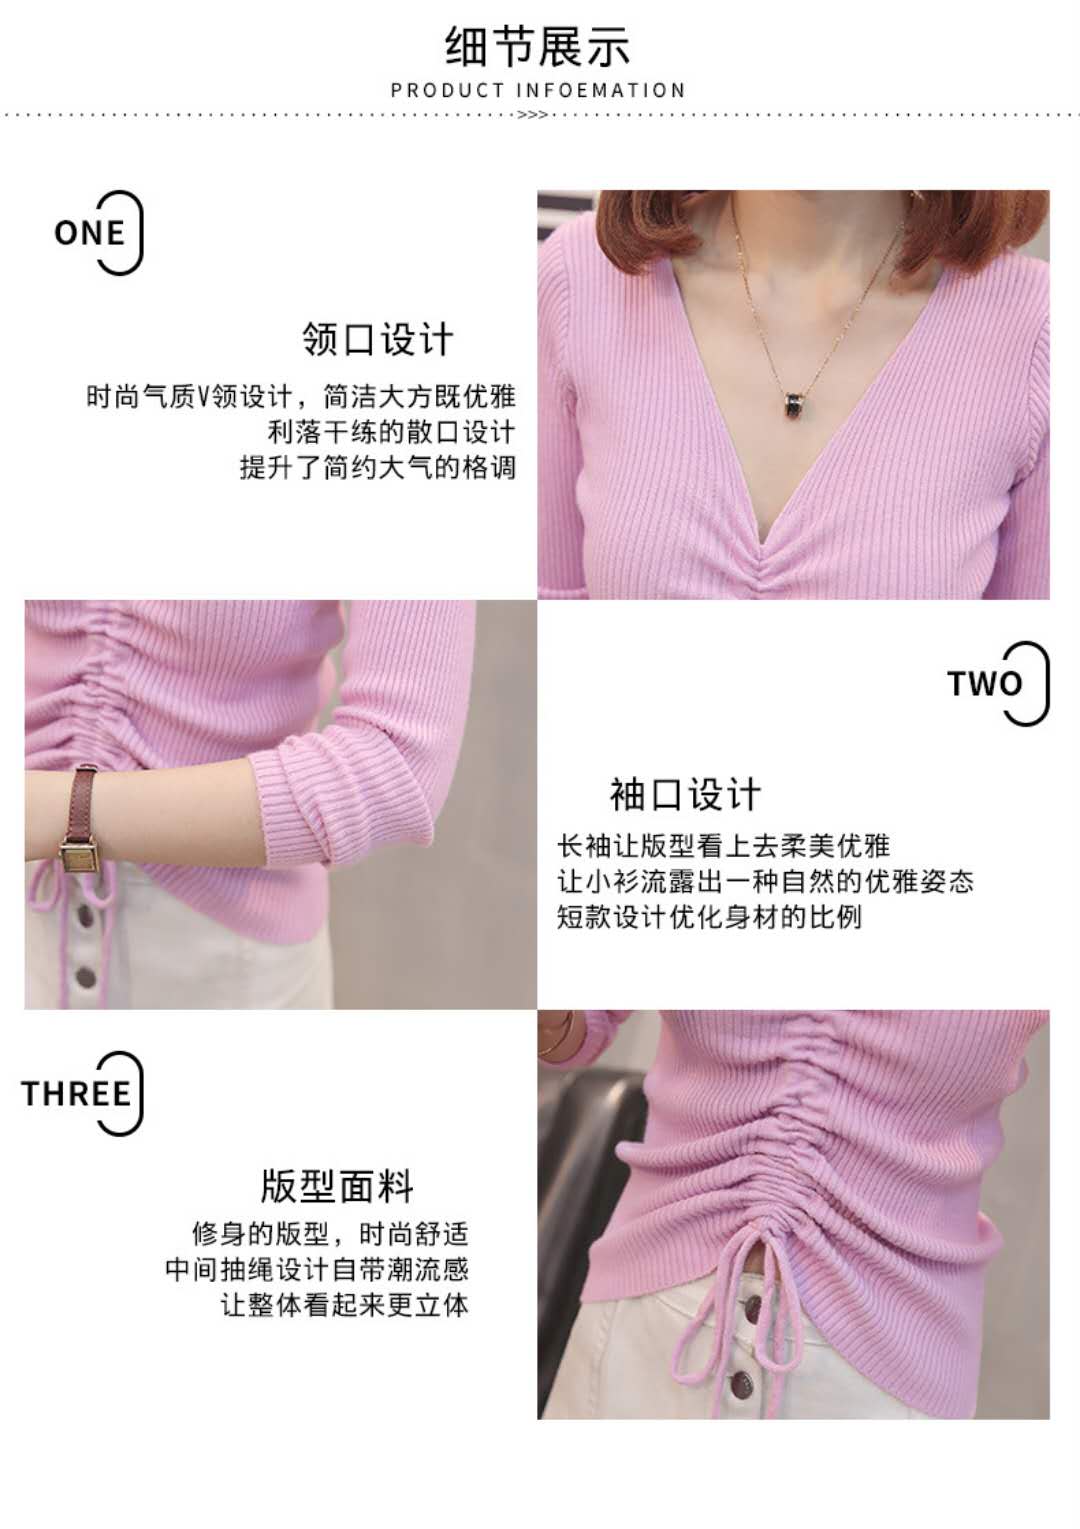 细节展示
PRODUCT INFOEMATION
>>>
ONE
领口设计
时尚气质V领设计，简洁大方既优雅
利落干练的散口设计
提升了简约大气的格调
TWO
袖口设计
长袖让版型看上去柔美优雅
让小衫流露出一种自然的优雅姿态
短款设计优化身材的比例
THREE
版型面料
修身的版型，时尚舒适
中间抽绳设计自带潮流感
让整体看起来更立体